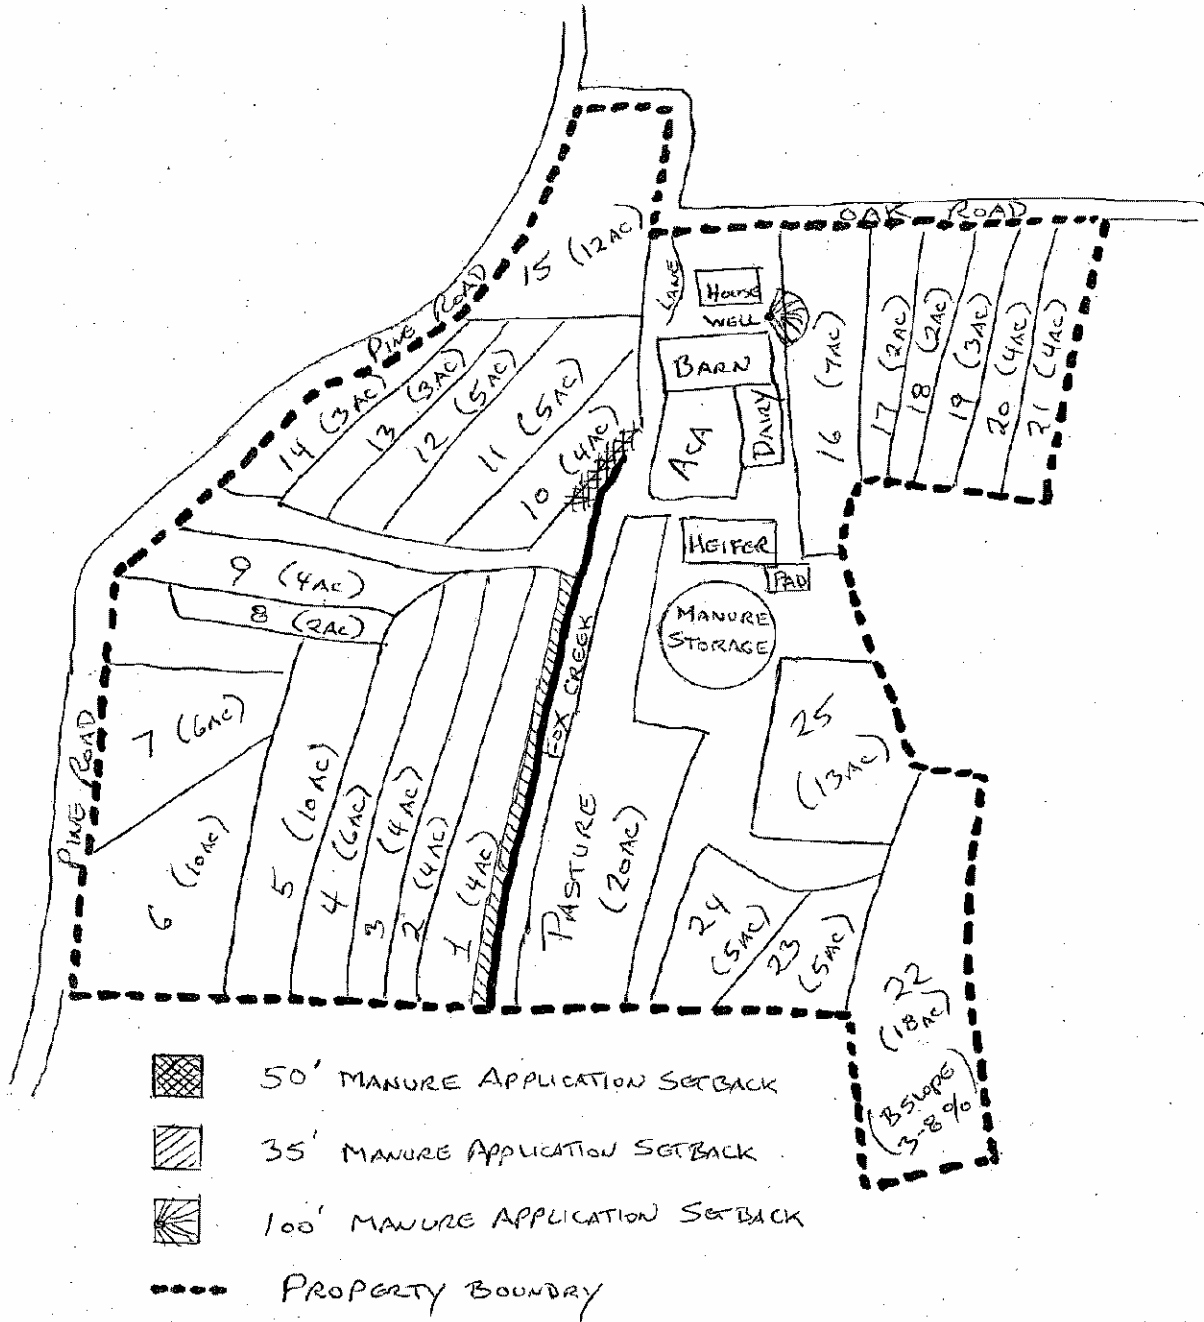 OAK ROAD
15 (12AC)
PINE ROAD
LANE
House
WELL
BARN
ACA
DAIRY
16 (7AC)
17 (2AC)
18 (2AC)
19 (3AC)
20 (4AC)
21 (4AC)
14 (3AC)
13 (3AC)
12 (5AC)
11 (5AC)
10 (4AC)
HEIFER
PAD
MANURE
STORAGE
9 (4AC)
8 (2AC)
7 (6AC)
PINE ROAD
6 (10AC)
5 (10AC)
4 (6AC)
3 (4AC)
2 (4AC)
1 (4AC)
FOX CREEK
PASTURE
(20AC)
25
(13AC)
24
(5AC)
23
(5AC)
22
(18AC)
(B SLOPE
3-8%)
50' MANURE APPLICATION SETBACK
35' MANURE APPLICATION SETBACK
100' MANURE APPLICATION SETBACK
PROPERTY BOUNDRY